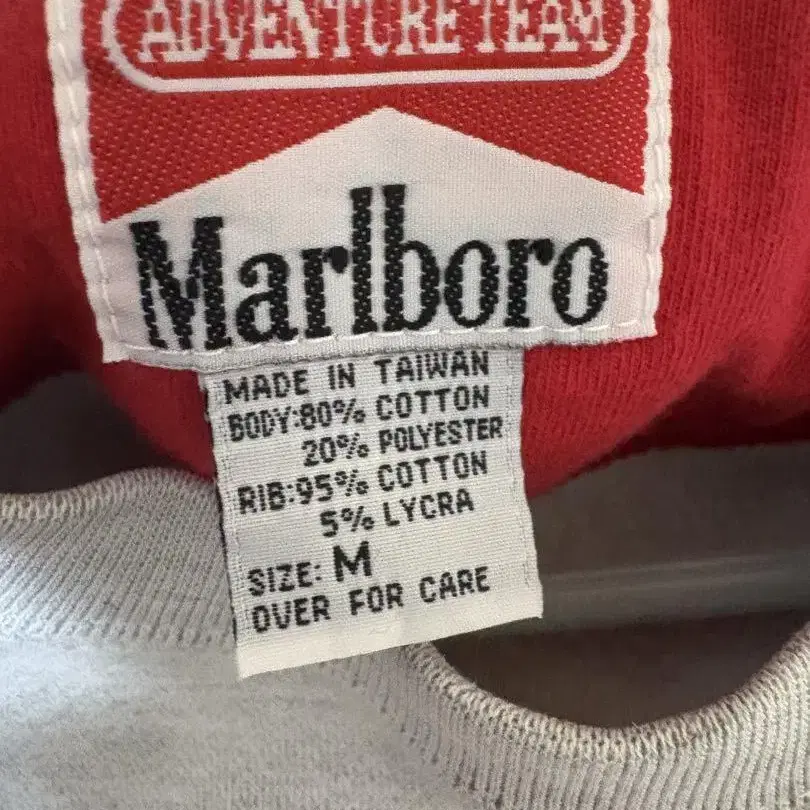 ADVENTURE TEAM
Marlboro
MADE IN TAIWAN
BODY:80% COTTON
20% POLYESTER
RIB:95% COTTON
5% LYCRA
SIZE: M
OVER FOR CARE